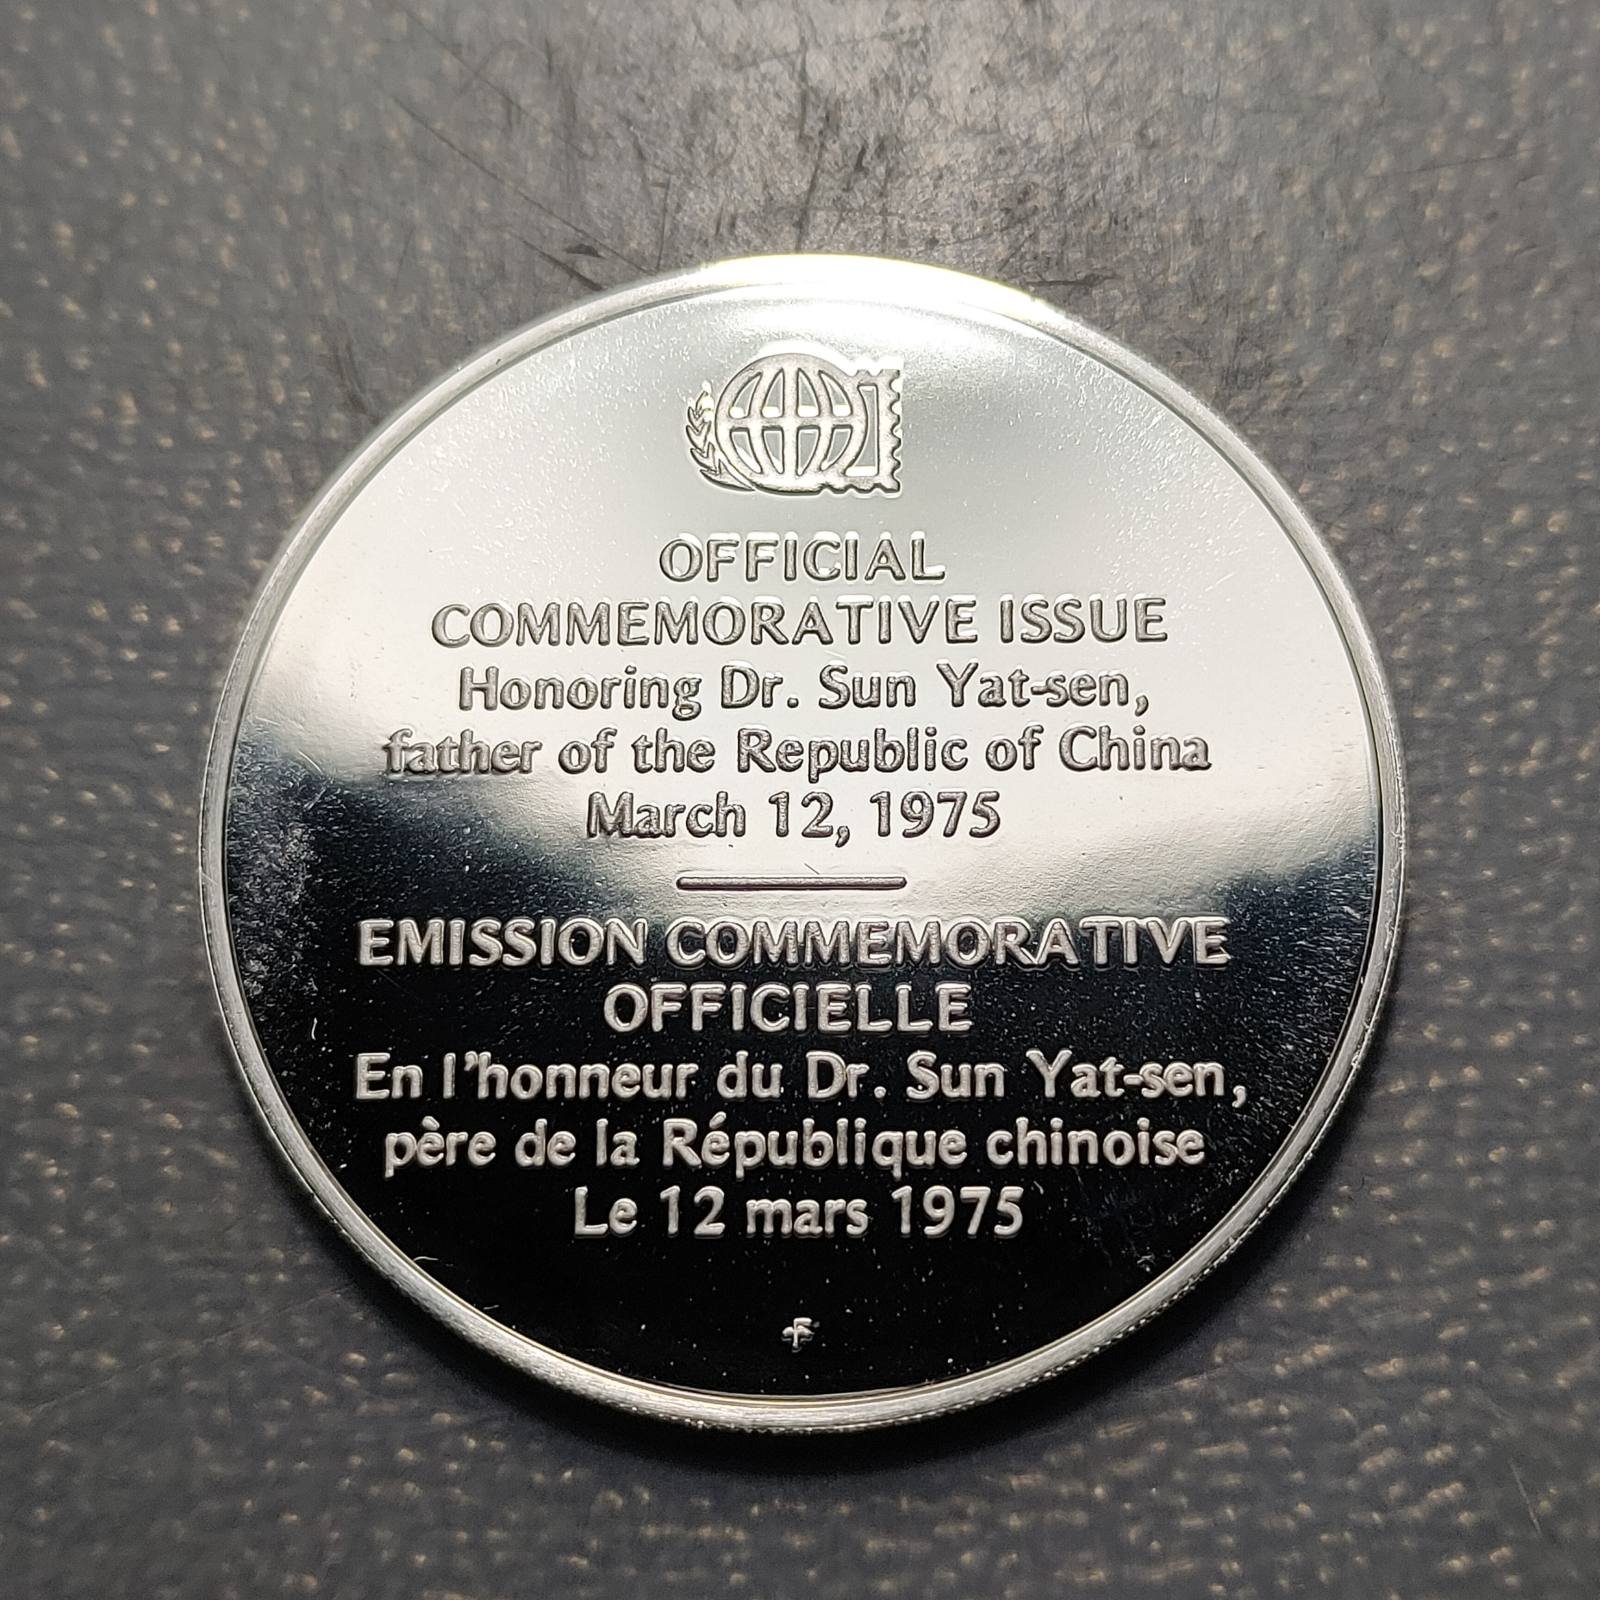 OFFICIAL
COMMEMORATIVE ISSUE
Honoring Dr. Sun Yat-sen,
father of the Republic of China
March 12, 1975
EMISSION COMMEMORATIVE
OFFICIELLE
En l'honneur du Dr. Sun Yat-sen,
père de la République chinoise
Le 12 mars 1975
F